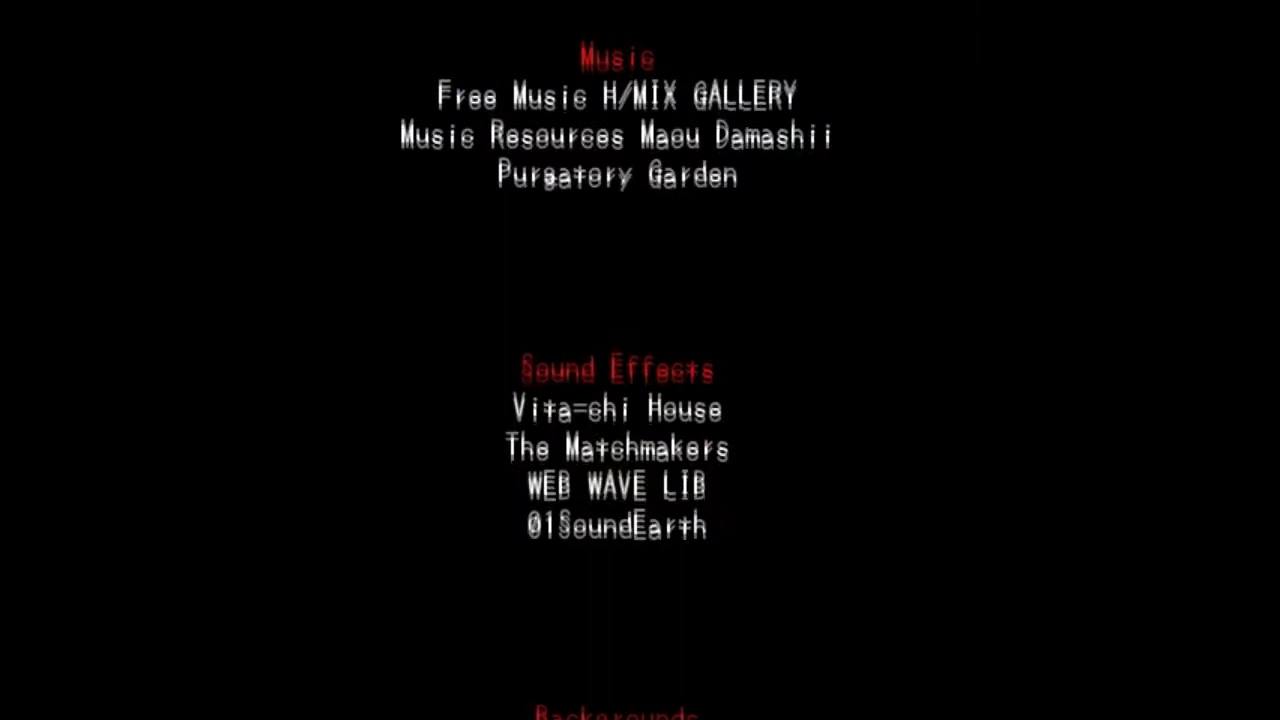 Music
Free Music H/MIX GALLERY
Music Resources Maou Damashii
Purgatory Garden
Sound Effects
Vita-chi House
The Matchmakers
WEB WAVE LIB
01SoundEarth
Backgrounds